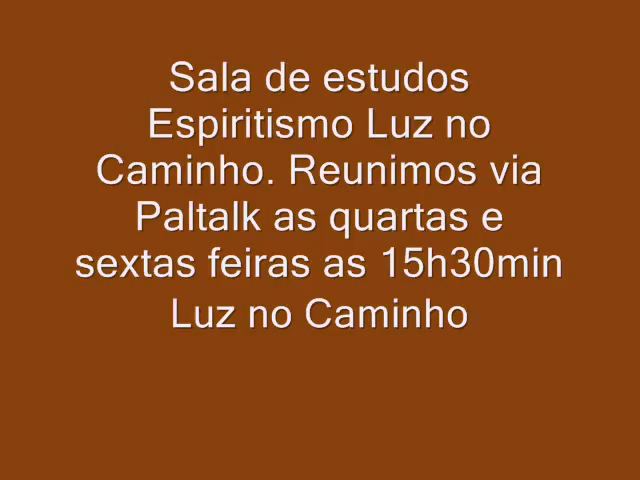 Sala de estudos
Espiritismo Luz no
Caminho. Reunimos via
Paltalk as quartas e
sextas feiras as 15h30min
Luz no Caminho